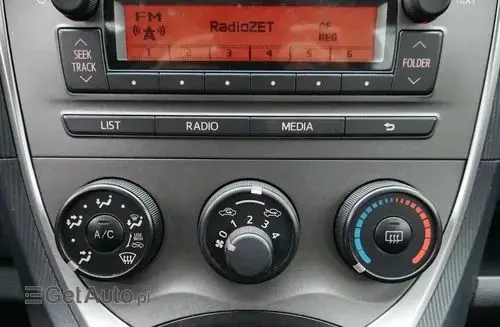 TEXT
FM
RadioZET
AF
REG
1 2 3 4 5 6
SEEK
TRACK
FOLDER
LIST RADIO MEDIA
A/C
0 1 2 3 4
GetAuto.pl